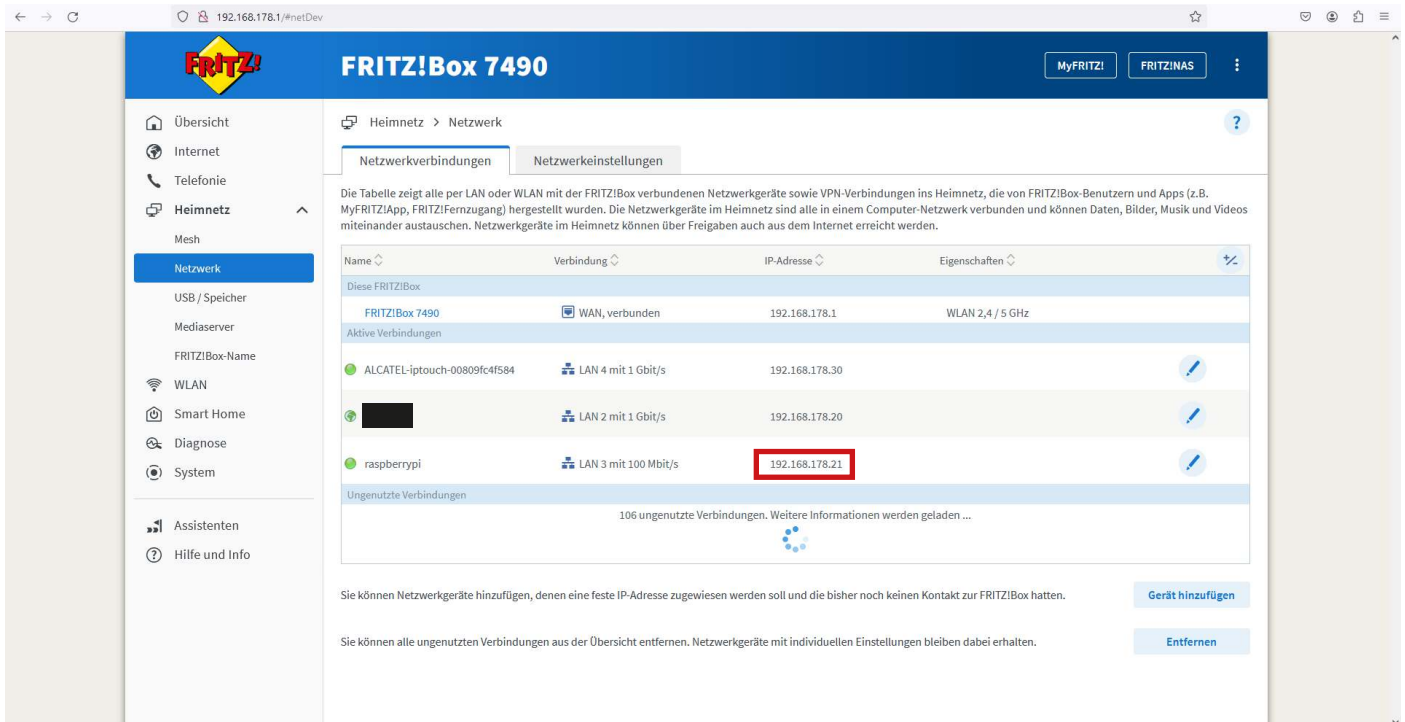 192.168.178.1/#netDev
FRITZ!
FRITZ!Box 7490
MyFRITZ!
FRITZ!NAS
Übersicht
Internet
Telefonie
Heimnetz
Mesh
Netzwerk
USB / Speicher
Mediaserver
FRITZ!Box-Name
WLAN
Smart Home
Diagnose
System
Assistenten
Hilfe und Info
Heimnetz > Netzwerk
?
Netzwerkverbindungen Netzwerkeinstellungen
Die Tabelle zeigt alle per LAN oder WLAN mit der FRITZ!Box verbundenen Netzwerkgeräte sowie VPN-Verbindungen ins Heimnetz, die von FRITZ!Box-Benutzern und Apps (z.B.
MyFRITZ!App, FRITZ!Fernzugang) hergestellt wurden. Die Netzwerkgeräte im Heimnetz sind alle in einem Computer-Netzwerk verbunden und können Daten, Bilder, Musik und Videos
miteinander austauschen. Netzwerkgeräte im Heimnetz können über Freigaben auch aus dem Internet erreicht werden.
Name Verbindung IP-Adresse Eigenschaften +/-
Diese FRITZ!Box
FRITZ!Box 7490 WAN, verbunden 192.168.178.1 WLAN 2,4 / 5 GHz
Aktive Verbindungen
ALCATEL-iptouch-00809fc4f584 LAN 4 mit 1 Gbit/s 192.168.178.30
LAN 2 mit 1 Gbit/s 192.168.178.20
raspberrypi LAN 3 mit 100 Mbit/s 192.168.178.21
Ungenutzte Verbindungen
106 ungenutzte Verbindungen. Weitere Informationen werden geladen ...
Sie können Netzwerkgeräte hinzufügen, denen eine feste IP-Adresse zugewiesen werden soll und die bisher noch keinen Kontakt zur FRITZ!Box hatten. Gerät hinzufügen
Sie können alle ungenutzten Verbindungen aus der Übersicht entfernen. Netzwerkgeräte mit individuellen Einstellungen bleiben dabei erhalten. Entfernen